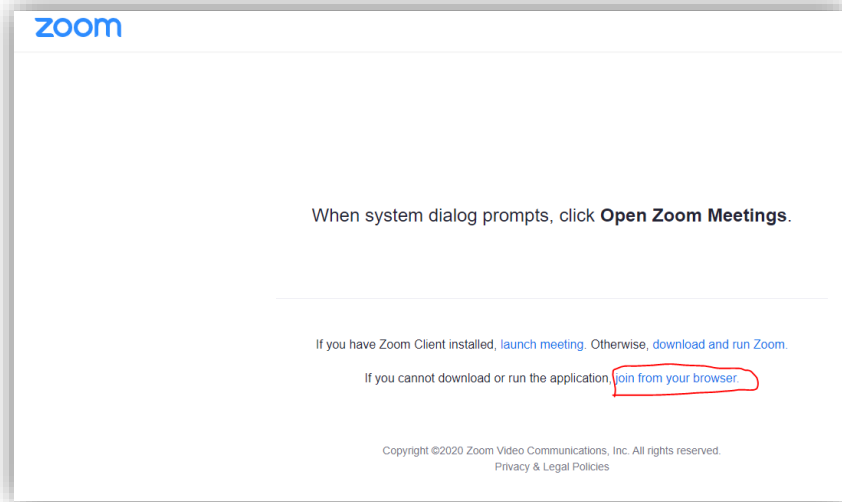 zoom
When system dialog prompts, click Open Zoom Meetings.
If you have Zoom Client installed, launch meeting. Otherwise, download and run Zoom.
If you cannot download or run the application, join from your browser.
Copyright ©2020 Zoom Video Communications, Inc. All rights reserved.
Privacy & Legal Policies